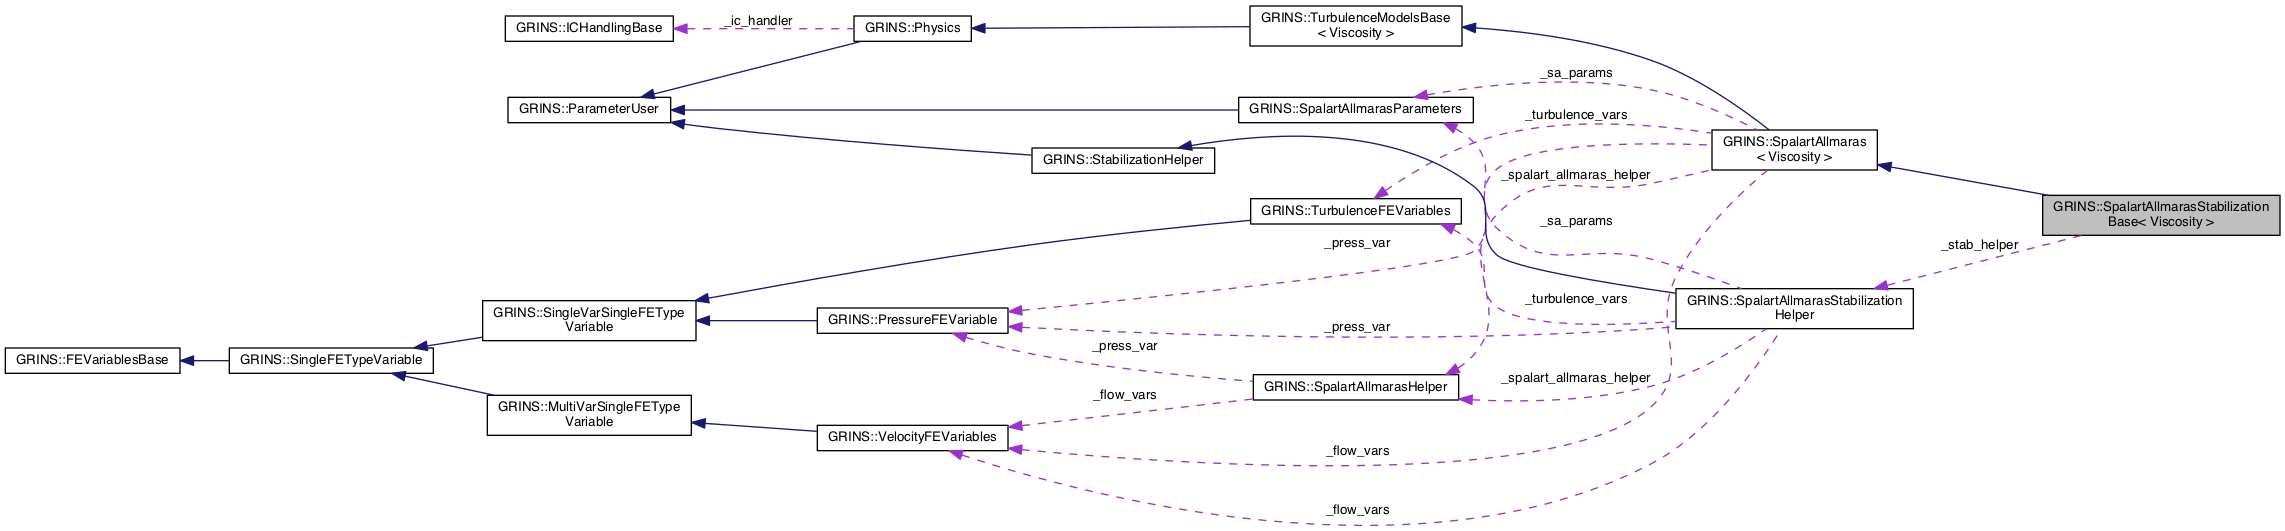 GRINS::ICHandlingBase
_ic_handler
GRINS::Physics
GRINS::TurbulenceModelsBase
< Viscosity >
GRINS::ParameterUser
GRINS::SpalartAllmarasParameters
_sa_params
_turbulence_vars
GRINS::StabilizationHelper
GRINS::SpalartAllmaras
< Viscosity >
_spalart_allmaras_helper
GRINS::TurbulenceFEVariables
_sa_params
GRINS::SpalartAllmarasStabilization
Base< Viscosity >
_press_var
_stab_helper
GRINS::SingleVarSingleFEType
Variable
GRINS::PressureFEVariable
_turbulence_vars
_press_var
GRINS::SpalartAllmarasStabilization
Helper
GRINS::FEVariablesBase
GRINS::SingleFETypeVariable
_press_var
GRINS::SpalartAllmarasHelper
_spalart_allmaras_helper
_flow_vars
GRINS::MultiVarSingleFEType
Variable
GRINS::VelocityFEVariables
_flow_vars
_flow_vars